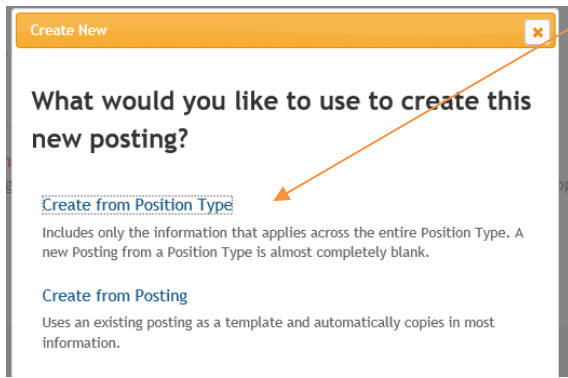 Create New
What would you like to use to create this
new posting?
Create from Position Type
Includes only the information that applies across the entire Position Type. A
new Posting from a Position Type is almost completely blank.
Create from Posting
Uses an existing posting as a template and automatically copies in most
information.